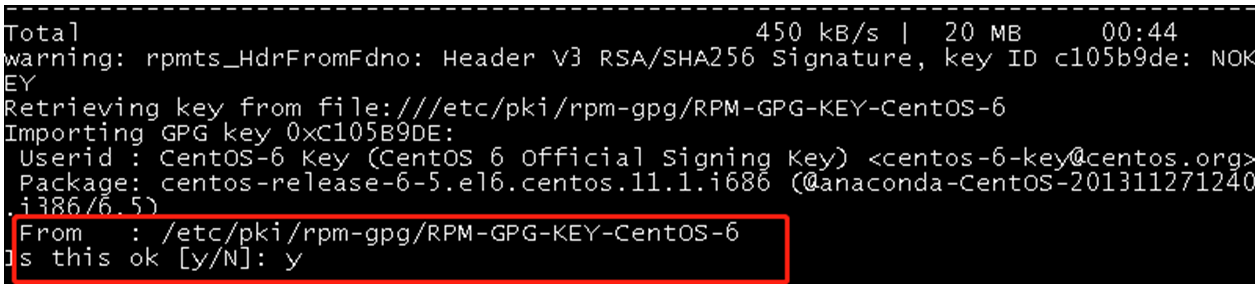 Total 450 kB/s | 20 MB 00:44
warning: rpmts_HdrFromFdno: Header V3 RSA/SHA256 Signature, key ID c105b9de: NOK
EY
Retrieving key from file:///etc/pki/rpm-gpg/RPM-GPG-KEY-CentOS-6
Importing GPG key 0xC105B9DE:
Userid : CentOS-6 Key (CentOS 6 Official Signing Key) <centos-6-key@centos.org>
Package: centos-release-6-5.el6.centos.11.1.i686 (@anaconda-CentOS-201311271240
.i386/6.5)
From : /etc/pki/rpm-gpg/RPM-GPG-KEY-CentOS-6
Is this ok [y/N]: y